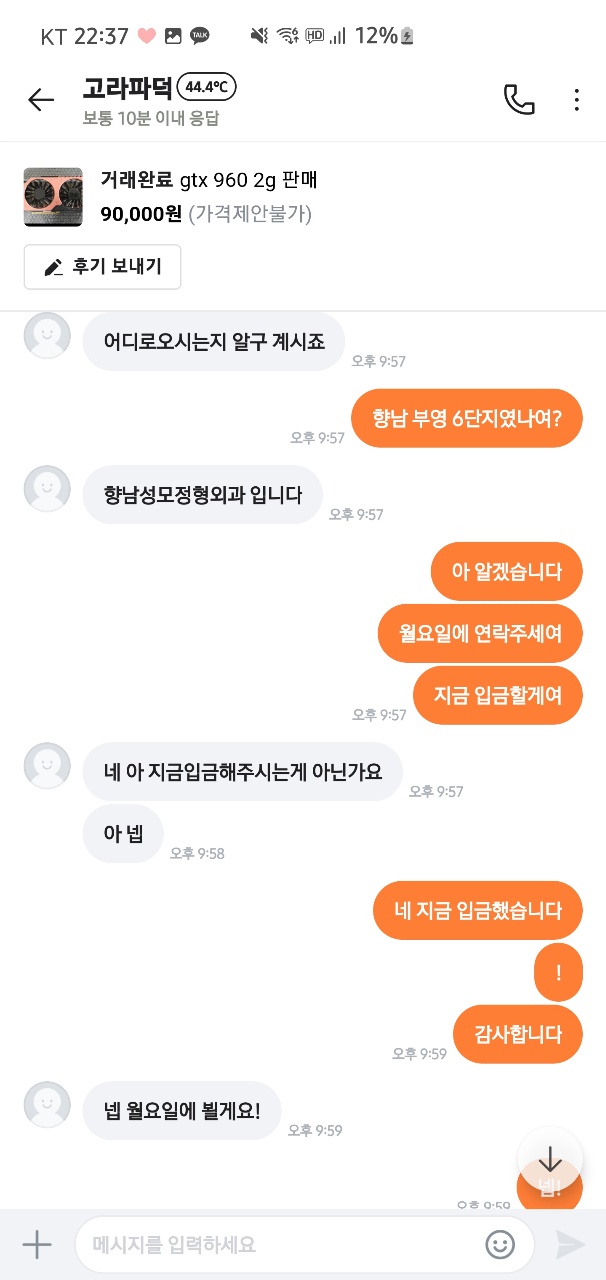 KT 22:37 TALK HD 12%
고라파덕 44.4℃
보통 10분 이내 응답
거래완료 gtx 960 2g 판매
90,000원 (가격제안불가)
후기 보내기
어디로오시는지 알구 계시죠
오후 9:57
향남 부영 6단지였나여?
오후 9:57
향남성모정형외과 입니다
오후 9:57
아 알겠습니다
월요일에 연락주세여
지금 입금할게여
오후 9:57
네 아 지금입금해주시는게 아닌가요
오후 9:57
아 넵
오후 9:58
네 지금 입금했습니다
!
감사합니다
오후 9:59
넵 월요일에 뵐게요!
오후 9:59
넵!
오후 9:59
메시지를 입력하세요